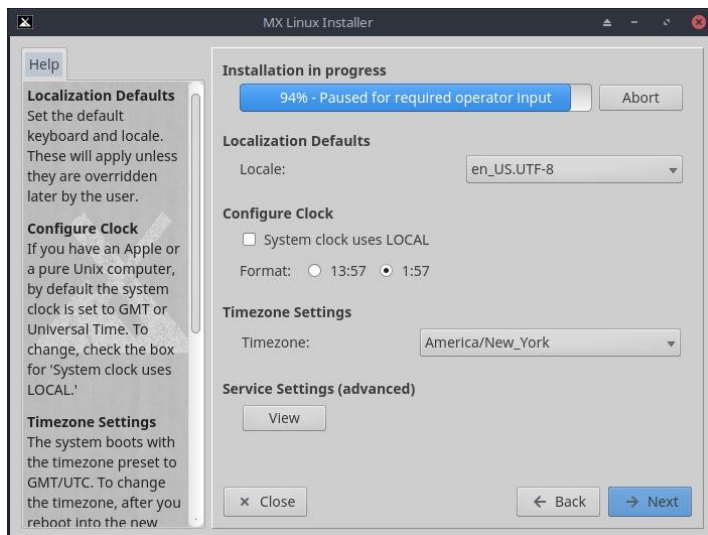 MX Linux Installer
Help
Localization Defaults
Set the default
keyboard and locale.
These will apply unless
they are overridden
later by the user.
Configure Clock
If you have an Apple or
a pure Unix computer,
by default the system
clock is set to GMT or
Universal Time. To
change, check the box
for 'System clock uses
LOCAL.'
Timezone Settings
The system boots with
the timezone preset to
GMT/UTC. To change
the timezone, after you
reboot into the new
Installation in progress
94% - Paused for required operator input
Abort
Localization Defaults
Locale:
en_US.UTF-8
Configure Clock
System clock uses LOCAL
Format: 13:57 1:57
Timezone Settings
Timezone:
America/New_York
Service Settings (advanced)
View
Close
Back
Next